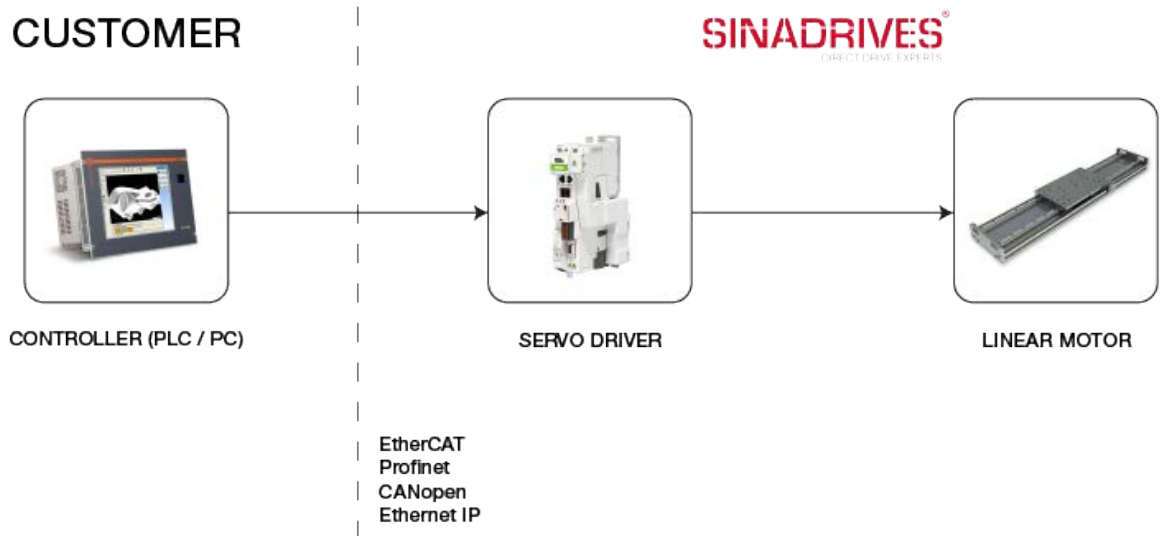 CUSTOMER
SINADRIVES®
DIRECT DRIVE EXPERTS
CONTROLLER (PLC / PC)
SERVO DRIVER
LINEAR MOTOR
EtherCAT
Profinet
CANopen
Ethernet IP